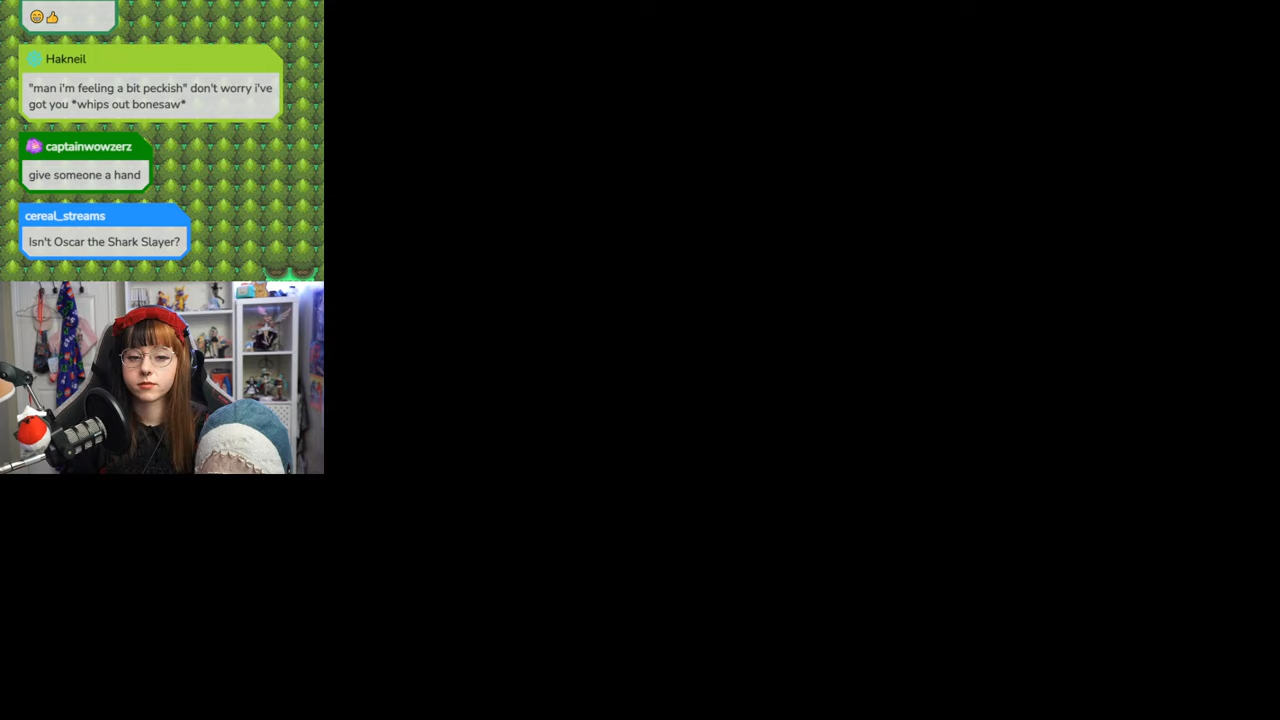 😁👍
Hakneil
"man i'm feeling a bit peckish" don't worry i've
got you *whips out bonesaw*
captainwowzerz
give someone a hand
cereal_streams
Isn't Oscar the Shark Slayer?